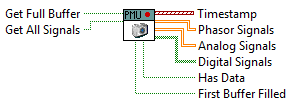 Get Full Buffer
Get All Signals
PMU
Timestamp
Phasor Signals
Analog Signals
Digital Signals
Has Data
First Buffer Filled